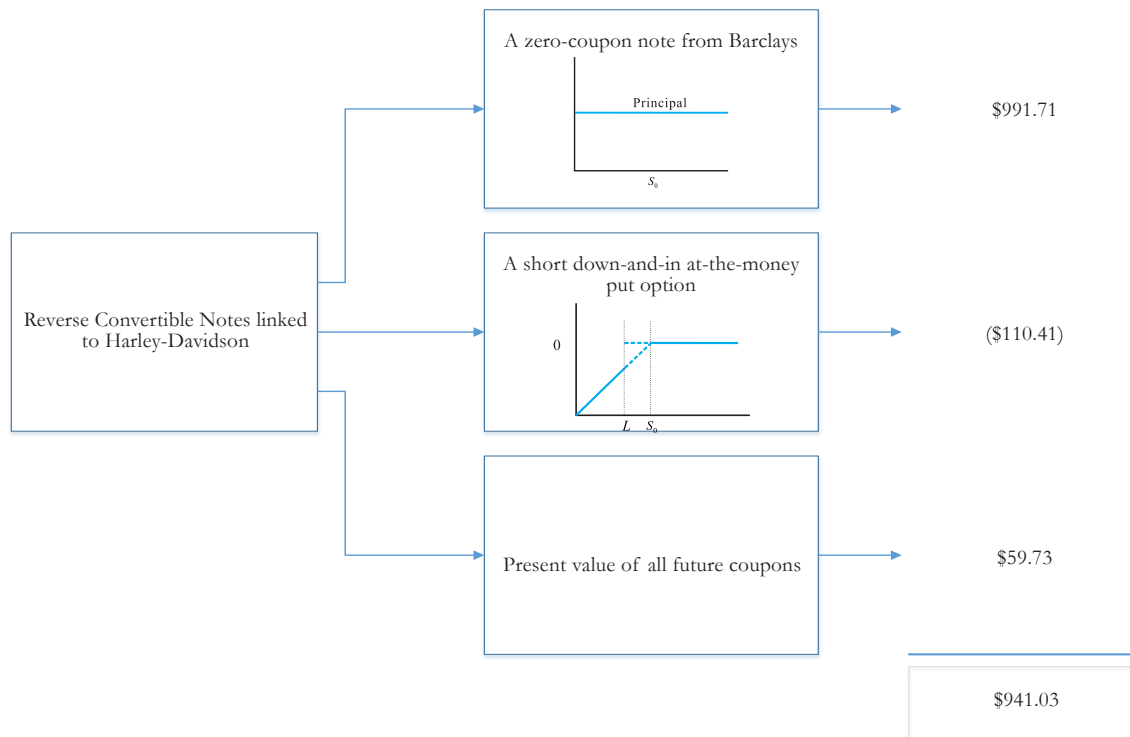 A zero-coupon note from Barclays
Principal
S₀
$991.71
Reverse Convertible Notes linked
to Harley-Davidson
A short down-and-in at-the-money
put option
0
L S₀
($110.41)
Present value of all future coupons
$59.73
$941.03